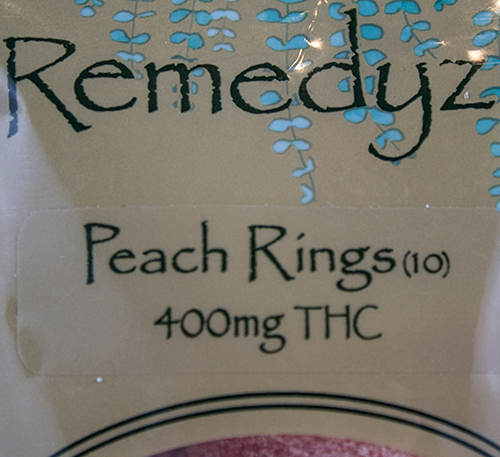 Remedyz
Peach Rings (10)
400mg THC